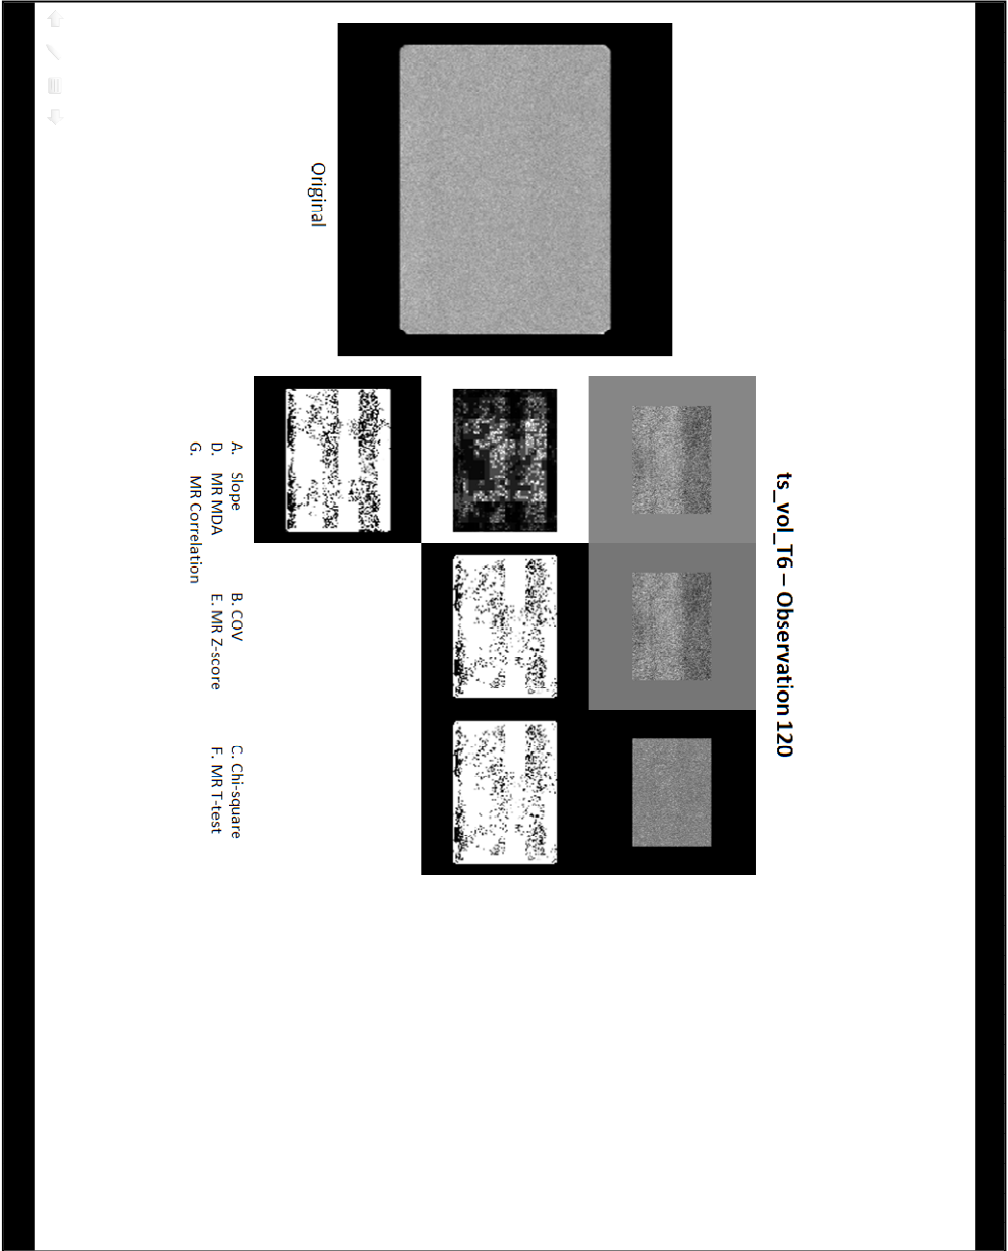 ts_vol_T6 – Observation 120
Original
A. Slope B. COV C. Chi-square
D. MR MDA E. MR Z-score F. MR T-test
G. MR Correlation